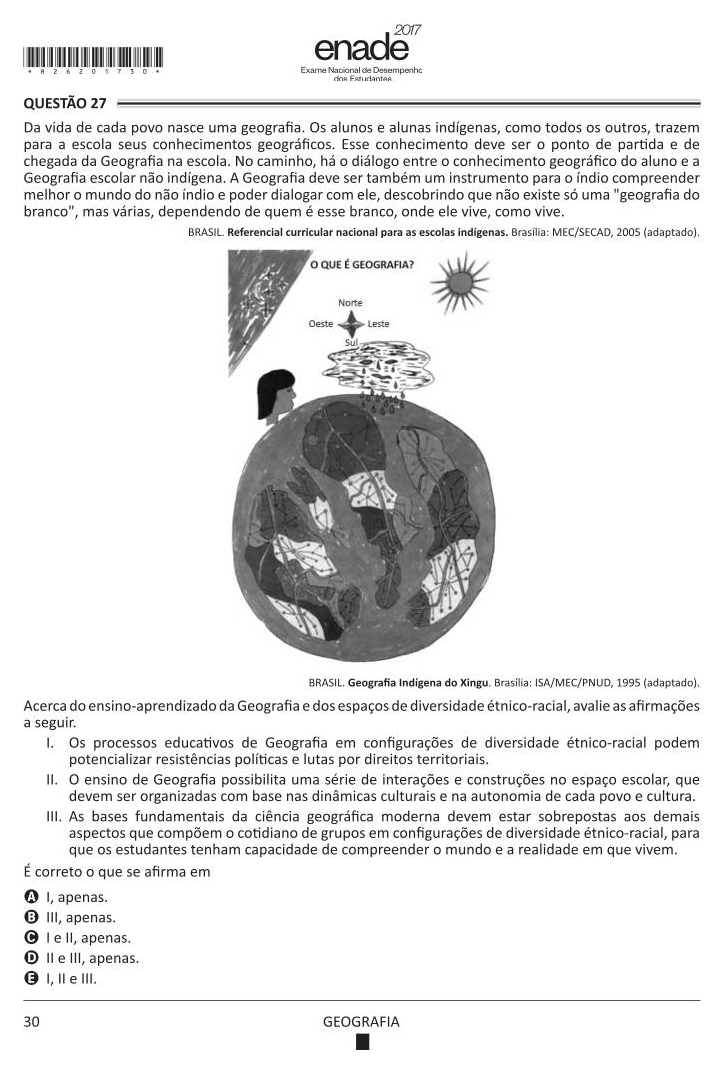 2017
enade
Exame Nacional de Desempenho
dos Estudantes
*R26201730*
QUESTÃO 27
Da vida de cada povo nasce uma geografia. Os alunos e alunas indígenas, como todos os outros, trazem
para a escola seus conhecimentos geográficos. Esse conhecimento deve ser o ponto de partida e de
chegada da Geografia na escola. No caminho, há o diálogo entre o conhecimento geográfico do aluno e a
Geografia escolar não indígena. A Geografia deve ser também um instrumento para o índio compreender
melhor o mundo do não índio e poder dialogar com ele, descobrindo que não existe só uma "geografia do
branco", mas várias, dependendo de quem é esse branco, onde ele vive, como vive.
BRASIL. Referencial curricular nacional para as escolas indígenas. Brasília: MEC/SECAD, 2005 (adaptado).
O QUE É GEOGRAFIA?
Norte
Oeste Leste
Sul
BRASIL. Geografia Indígena do Xingu. Brasília: ISA/MEC/PNUD, 1995 (adaptado).
Acerca do ensino-aprendizado da Geografia e dos espaços de diversidade étnico-racial, avalie as afirmações
a seguir.
I. Os processos educativos de Geografia em configurações de diversidade étnico-racial podem
potencializar resistências políticas e lutas por direitos territoriais.
II. O ensino de Geografia possibilita uma série de interações e construções no espaço escolar, que
devem ser organizadas com base nas dinâmicas culturais e na autonomia de cada povo e cultura.
III. As bases fundamentais da ciência geográfica moderna devem estar sobrepostas aos demais
aspectos que compõem o cotidiano de grupos em configurações de diversidade étnico-racial, para
que os estudantes tenham capacidade de compreender o mundo e a realidade em que vivem.
É correto o que se afirma em
A I, apenas.
B III, apenas.
C I e II, apenas.
D II e III, apenas.
E I, II e III.
30
GEOGRAFIA